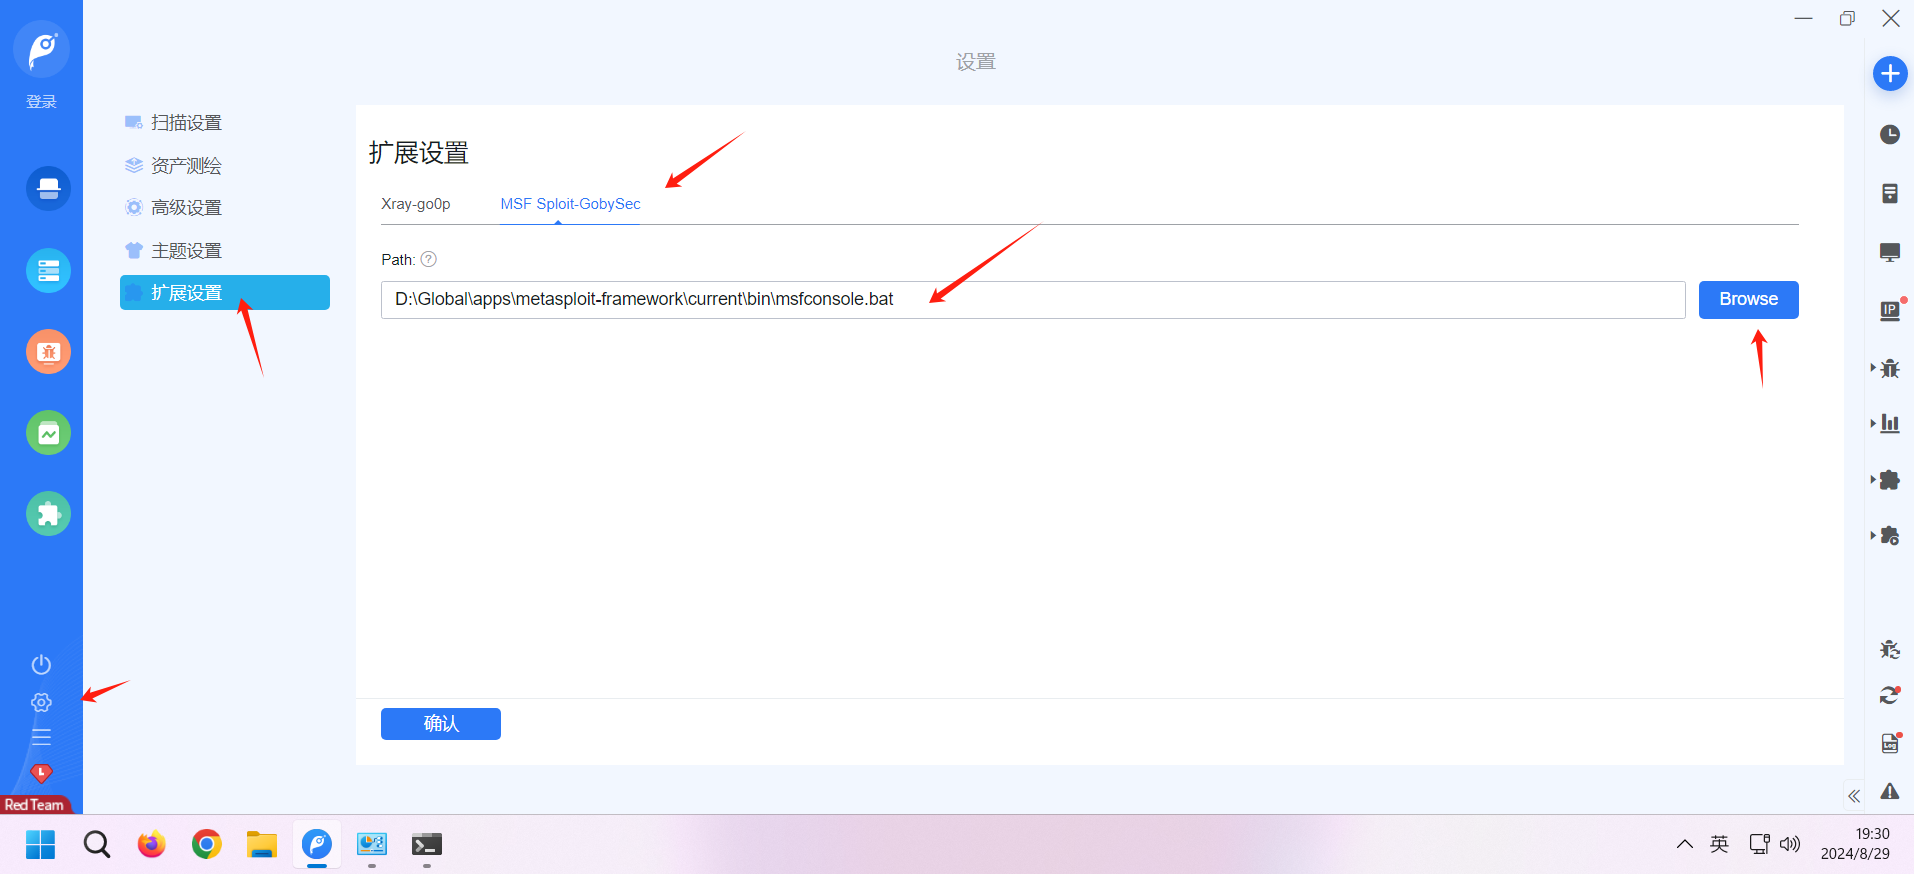 设置
登录
扫描设置
资产测绘
高级设置
主题设置
扩展设置
扩展设置
Xray-go0p
MSF Sploit-GobySec
Path: ?
D:\Global\apps\metasploit-framework\current\bin\msfconsole.bat
Browse
确认
IP
LOG
Red Team
英
19:30
2024/8/29